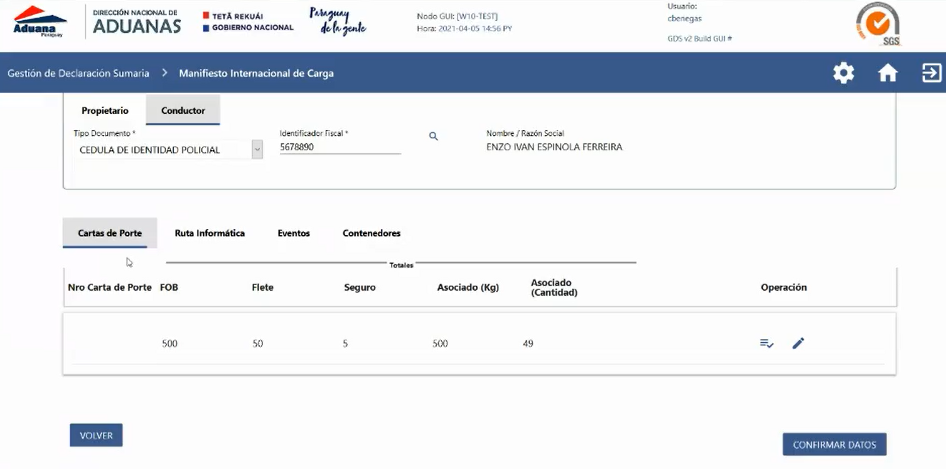 Aduana
Paraguay
DIRECCIÓN NACIONAL DE
ADUANAS
TETÃ REKUÁI
GOBIERNO NACIONAL
Paraguay
de la gente
Nodo GUI: [W10-TEST]
Hora: 2021-04-05 14:56 PY
Usuario:
cbenegas
GDS v2 Build GUI #
SGS
Gestión de Declaración Sumaria > Manifiesto Internacional de Carga
Propietario Conductor
Tipo Documento * Identificador Fiscal * Nombre / Razón Social
CEDULA DE IDENTIDAD POLICIAL 5678890 ENZO IVAN ESPINOLA FERREIRA
Cartas de Porte Ruta Informática Eventos Contenedores
Totales
Nro Carta de Porte FOB Flete Seguro Asociado (Kg) Asociado (Cantidad) Operación
500 50 5 500 49
VOLVER CONFIRMAR DATOS